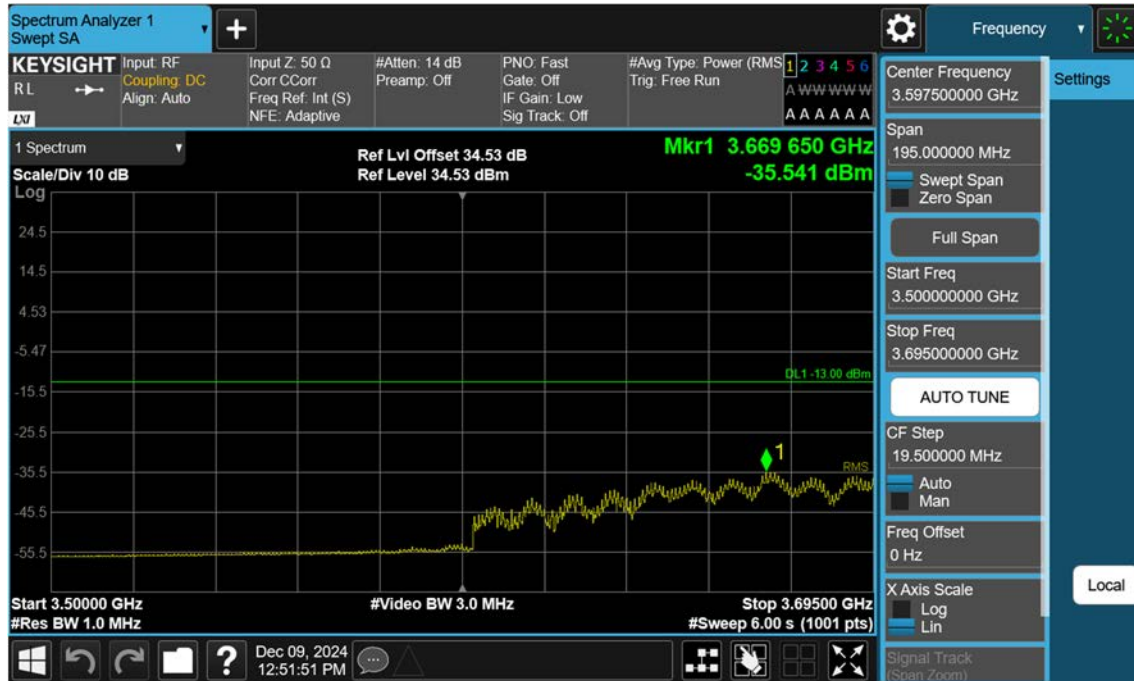 Spectrum Analyzer 1
Swept SA
Frequency
KEYSIGHT
RL
LXI
Input: RF
Coupling: DC
Align: Auto
Input Z: 50 Ω
Corr CCorr
Freq Ref: Int (S)
NFE: Adaptive
#Atten: 14 dB
Preamp: Off
PNO: Fast
Gate: Off
IF Gain: Low
Sig Track: Off
#Avg Type: Power (RMS
Trig: Free Run
1 2 3 4 5 6
A W W W W W
A A A A A A
1 Spectrum
Scale/Div 10 dB
Ref Lvl Offset 34.53 dB
Ref Level 34.53 dBm
Mkr1 3.669 650 GHz
-35.541 dBm
Log
24.5
14.5
4.53
-5.47
DL1 -13.00 dBm
-15.5
-25.5
1
-35.5
RMS
-45.5
-55.5
Start 3.50000 GHz
#Video BW 3.0 MHz
Stop 3.69500 GHz
#Res BW 1.0 MHz
#Sweep 6.00 s (1001 pts)
Center Frequency
3.597500000 GHz
Settings
Span
195.000000 MHz
Swept Span
Zero Span
Full Span
Start Freq
3.500000000 GHz
Stop Freq
3.695000000 GHz
AUTO TUNE
CF Step
19.500000 MHz
Auto
Man
Freq Offset
0 Hz
X Axis Scale
Log
Lin
Local
Signal Track
(Span Zoom)
?
Dec 09, 2024
12:51:51 PM